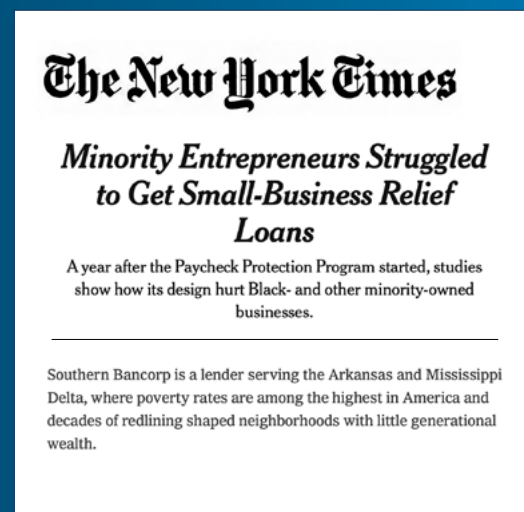 The New York Times
Minority Entrepreneurs Struggled
to Get Small-Business Relief
Loans
A year after the Paycheck Protection Program started, studies
show how its design hurt Black- and other minority-owned
businesses.
Southern Bancorp is a lender serving the Arkansas and Mississippi
Delta, where poverty rates are among the highest in America and
decades of redlining shaped neighborhoods with little generational
wealth.